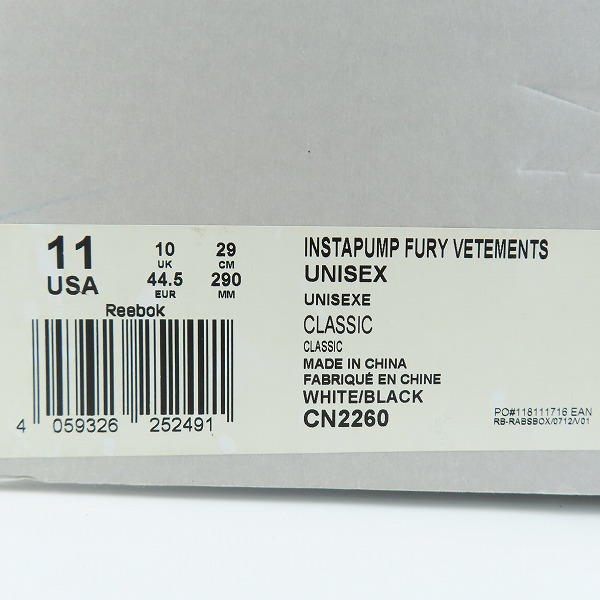 11
USA
10
UK
44.5
EUR
29
CM
290
MM
Reebok
4 059326 252491
INSTAPUMP FURY VETEMENTS
UNISEX
UNISEXE
CLASSIC
CLASSIC
MADE IN CHINA
FABRIQUÉ EN CHINE
WHITE/BLACK
CN2260
PO#118111716 EAN
RB-RABSBOX/0712/V01